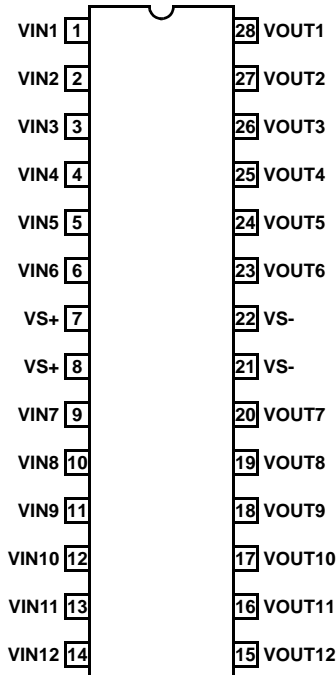 VIN1 1 28 VOUT1
VIN2 2 27 VOUT2
VIN3 3 26 VOUT3
VIN4 4 25 VOUT4
VIN5 5 24 VOUT5
VIN6 6 23 VOUT6
VS+ 7 22 VS-
VS+ 8 21 VS-
VIN7 9 20 VOUT7
VIN8 10 19 VOUT8
VIN9 11 18 VOUT9
VIN10 12 17 VOUT10
VIN11 13 16 VOUT11
VIN12 14 15 VOUT12